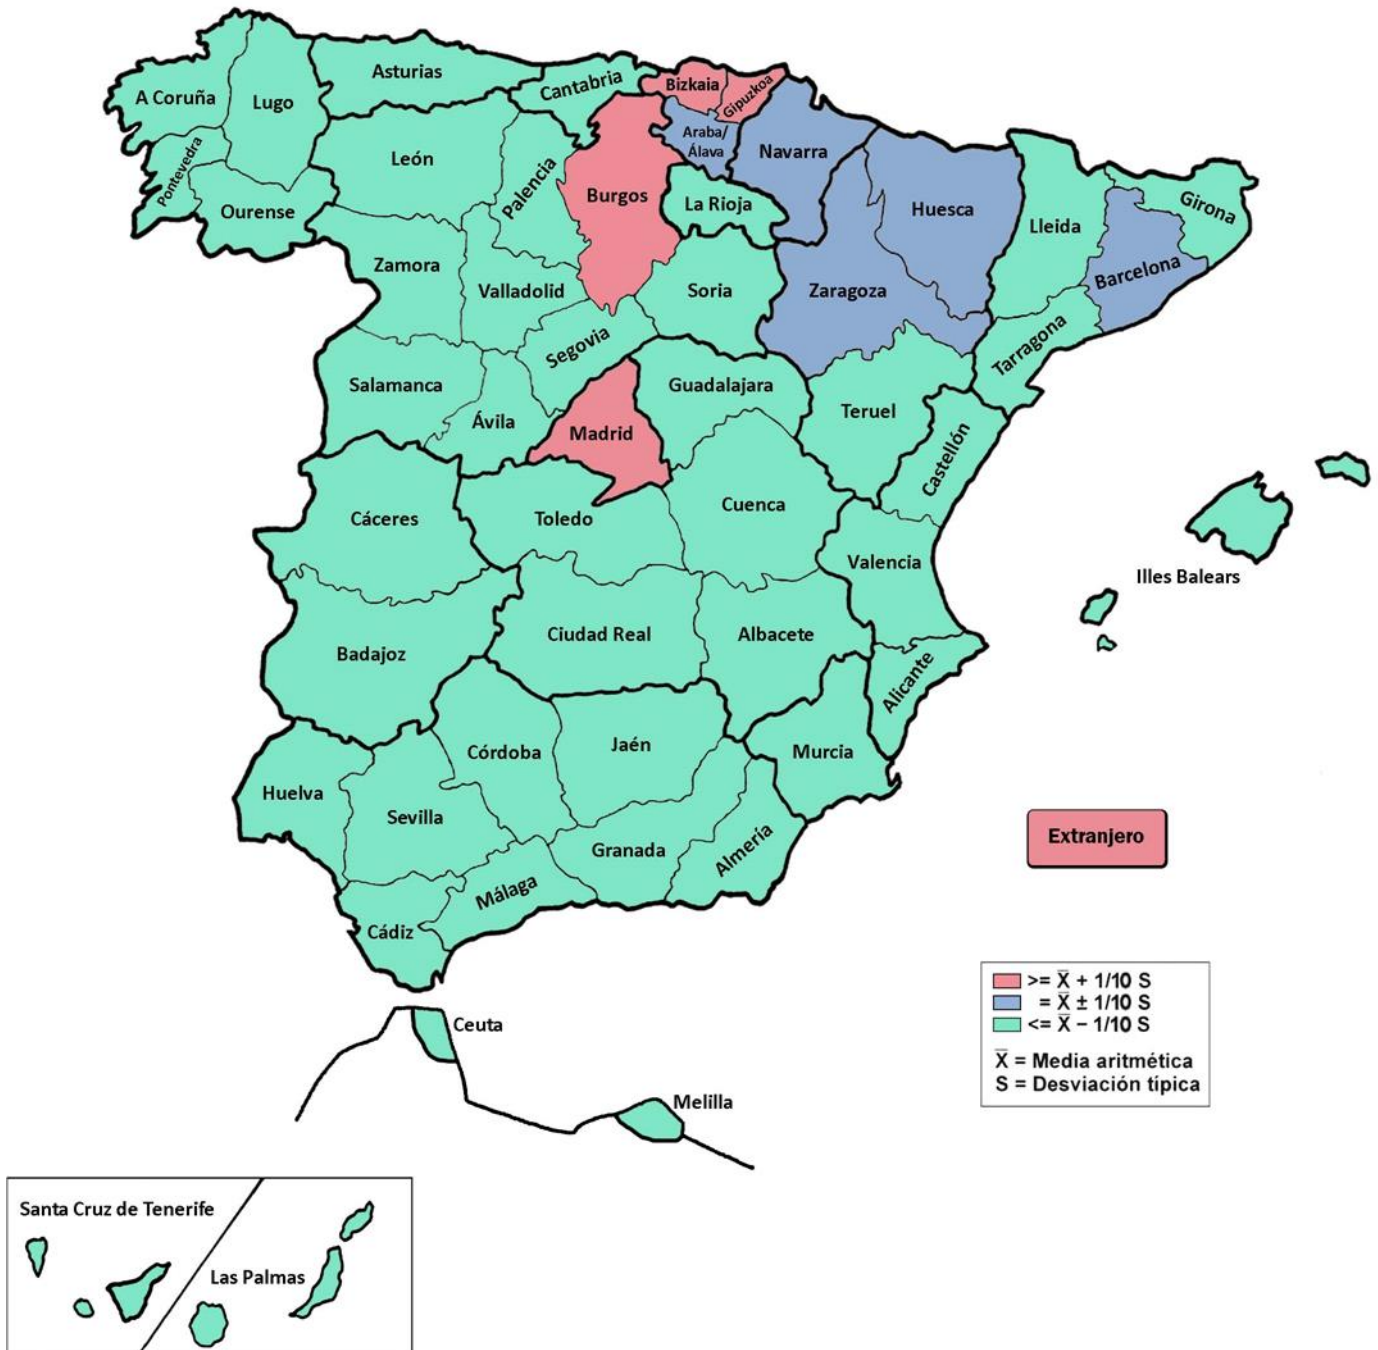 Asturias
Cantabria
Bizkaia
Gipuzkoa
A Coruña
Lugo
León
Palencia
Burgos
Araba/
Álava
Navarra
Pontevedra
Ourense
La Rioja
Huesca
Lleida
Girona
Barcelona
Zamora
Valladolid
Soria
Zaragoza
Segovia
Tarragona
Salamanca
Ávila
Guadalajara
Madrid
Teruel
Castellón
Cáceres
Toledo
Cuenca
Valencia
Illes Balears
Badajoz
Ciudad Real
Albacete
Alicante
Córdoba
Jaén
Murcia
Huelva
Sevilla
Granada
Almería
Málaga
Cádiz
Extranjero
>= X̅ + 1/10 S
= X̅ ± 1/10 S
<= X̅ – 1/10 S
X̅ = Media aritmética
S = Desviación típica
Ceuta
Melilla
Santa Cruz de Tenerife
Las Palmas